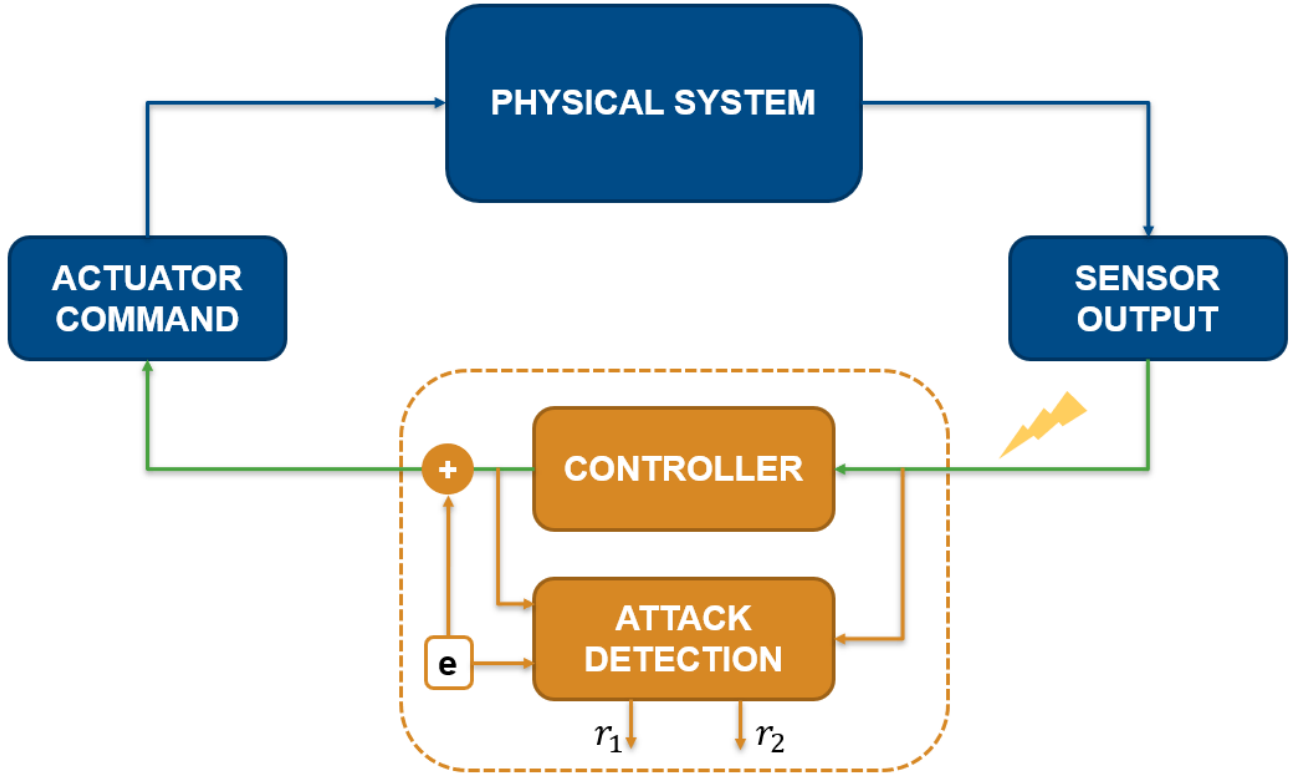 PHYSICAL SYSTEM
ACTUATOR
COMMAND
SENSOR
OUTPUT
+
CONTROLLER
ATTACK
DETECTION
e
r₁
r₂